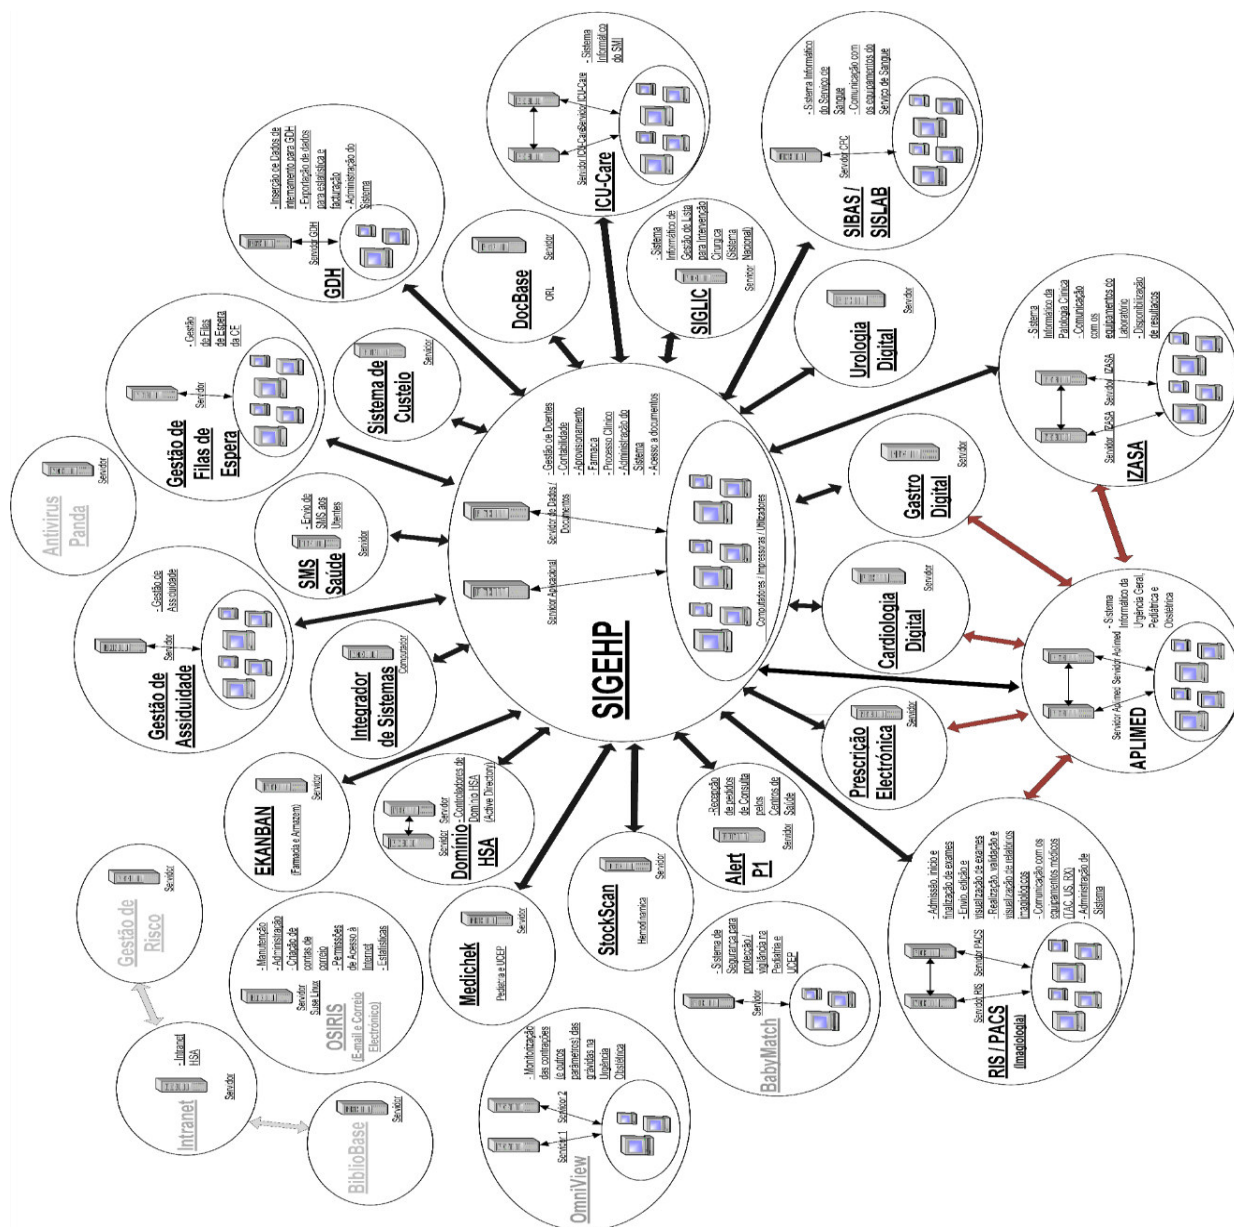 Antivirus
Panda
Servidor
Gestão de
Filas de
Espera
Servidor
- Gestão
de Filas
de Espera
da CE
GDH
Servidor GDH
- Inserção de Dados de
internamento para GDH
- Exportação de dados
para estatística e
facturação
- Administração do
Sistema
ICU-Care
Servidor ICU-Care
Servidor ICU-Care
- Sistema
Informático
do SMI
SIBAS /
SISLAB
Servidor CPC
- Sistema Informático
do Serviço de
Sangue
- Comunicação com
os equipamentos do
Serviço de Sangue
Gestão de
Assiduidade
Servidor
- Gestão de
Assiduidade
SMS
Saúde
Servidor
- Envio de
SMS aos
Utentes
Sistema de
Custeio
Servidor
DocBase
ORL
Servidor
SIGLIC
Servidor
- Sistema
Informático de
Gestão de Lista
para Intervenção
Cirurgica
(Sistema
Nacional)
Urologia
Digital
Servidor
IZASA
Servidor IZASA
Servidor IZASA
- Sistema
Informático da
Patologia Clínica
- Comunicação
com os
equipamentos do
Laboratório
- Disponibilização
de resultados
Integrador
de Sistemas
Computador
SIGEHP
Servidor Aplicacional
Servidor de Dados /
Documentos
- Gestão de Doentes
- Contabilidade
- Aprovisionamento
- Farmacia
- Processo Clínico
- Administração do
Sistema
- Acesso a documentos
Computadores / Impressoras / Utilizadores
Gastro
Digital
Servidor
Cardiologia
Digital
Servidor
Prescrição
Electrónica
Servidor
APLIMED
Servidor Aplimed
Servidor Aplimed
- Sistema
Informático da
Urgência Geral,
Pediátrica e
Obstétrica
EKANBAN
(Farmacia e Armazem)
Servidor
Domínio
HSA
Servidor
Servidor
- Controladores de
Domínio HSA
(Active Directory)
Gestão de
Risco
Servidor
Intranet
Servidor
- Intranet
HSA
BiblioBase
Servidor
OSIRIS
(E-mail e Correio
Electrónico)
Servidor
Suse Linux
- Manutenção
- Administração
- Criação de
contas de
correio
- Permissões
de Acesso à
Internet
- Estatísticas
Medichek
Pediatria e UCEP
Servidor
StockScan
Hemodinamica
Servidor
Alert
P1
Servidor
- Recepção
de pedidos
de Consulta
pelos
Centros de
Saúde
OmniView
Servidor 1
Servidor 2
- Monitorização
das contrações
(e outros
parâmetros) das
grávidas na
Urgência
Obstétrica
BabyMatch
Servidor
- Sistema de
Segurança para
protecção /
vigilância na
Pediatria e
UCEP
RIS / PACS
(Imagiologia)
Servidor RIS
Servidor PACS
- Admissão, início e
finalização de exames
- Envio, edição e
visualização de exames
- Realização, validação e
visualização de relatórios
imagiológicos
- Comunicação com os
equipamentos médicos
(TAC, US, RX)
- Administração de
Sistema